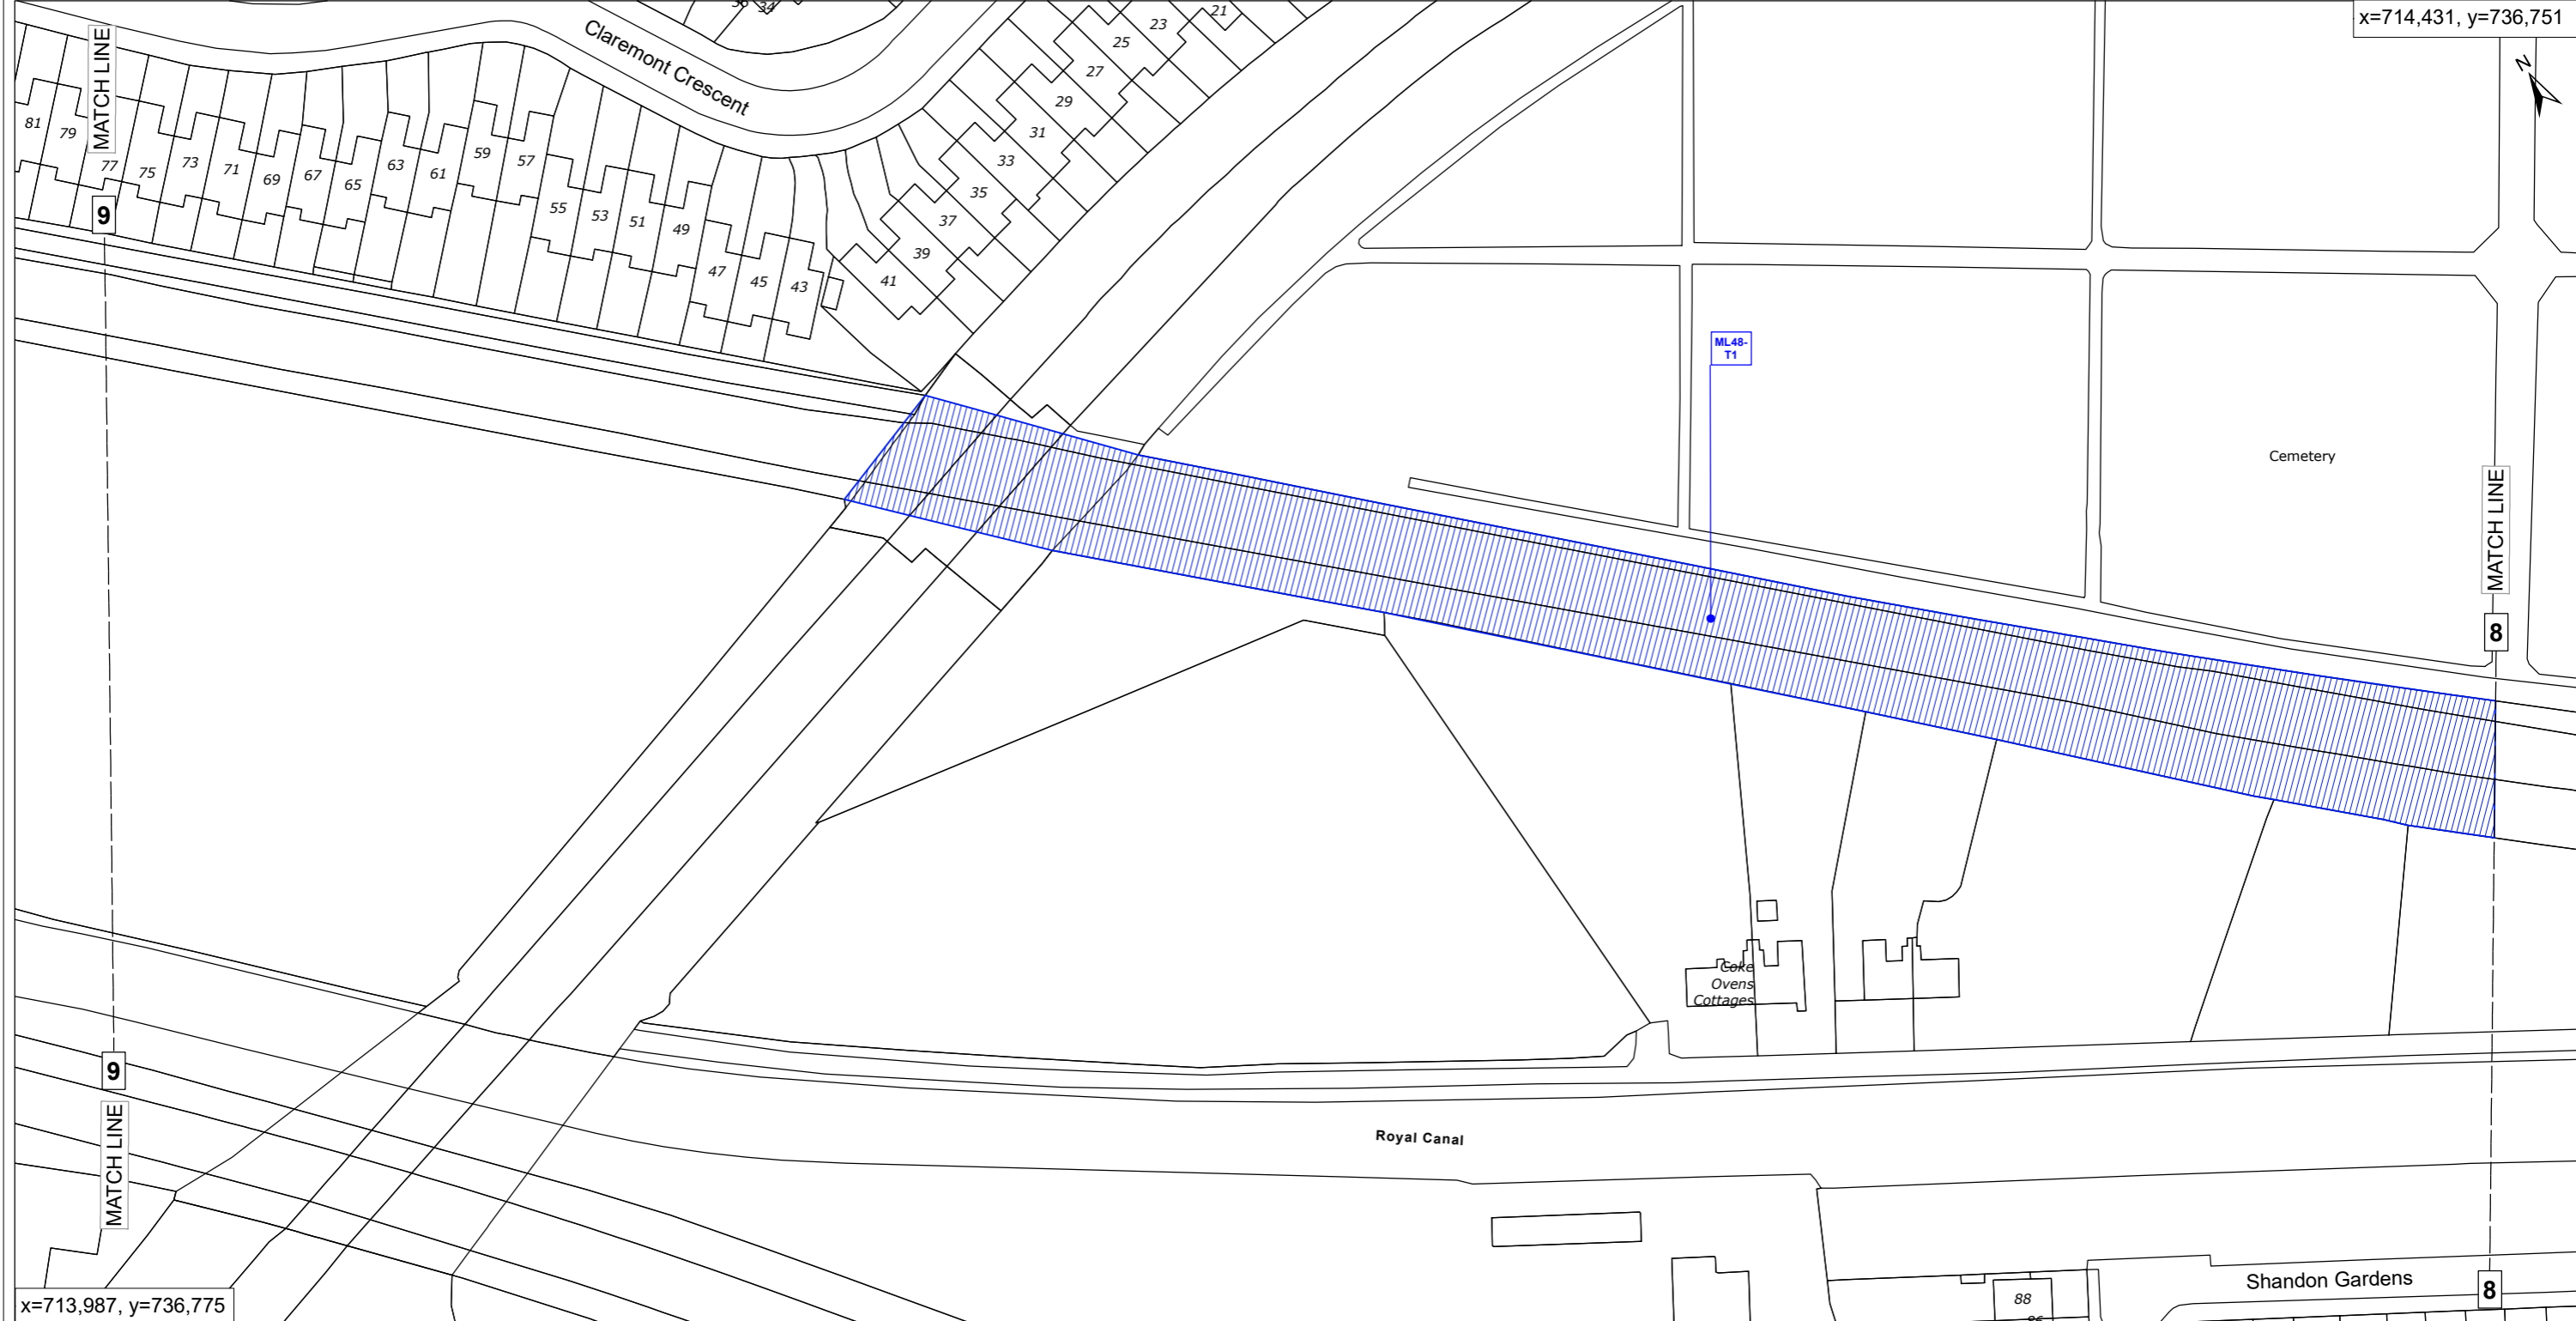 x=714,431, y=736,751
N
34
Claremont Crescent
21
23
25
27
29
31
33
35
37
39
41
MATCH LINE
81
79
77
75
73
71
69
67
65
63
61
59
57
55
53
51
49
47
45
43
9
ML48-
T1
Cemetery
MATCH LINE
8
Coke
Ovens
Cottages
9
MATCH LINE
Royal Canal
Shandon Gardens
8
88
x=713,987, y=736,775